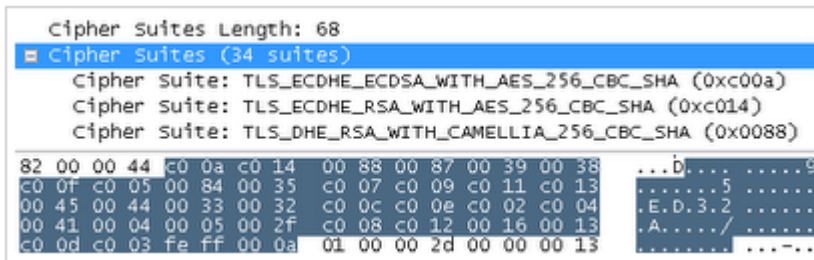 Cipher Suites Length: 68
Cipher Suites (34 suites)
Cipher Suite: TLS_ECDHE_ECDSA_WITH_AES_256_CBC_SHA (0xc00a)
Cipher Suite: TLS_ECDHE_RSA_WITH_AES_256_CBC_SHA (0xc014)
Cipher Suite: TLS_DHE_RSA_WITH_CAMELLIA_256_CBC_SHA (0x0088)
82 00 00 44 c0 0a c0 14 00 88 00 87 00 39 00 38 ...D.... .....9
c0 0f c0 05 00 84 00 35 c0 07 c0 09 c0 11 c0 13 .......5 ......
00 45 00 44 00 33 00 32 c0 0c c0 0e c0 02 c0 04 .E.D.3.2 ......
00 41 00 04 00 05 00 2f c0 08 c0 12 00 16 00 13 .A...../ ......
c0 0d c0 03 fe ff 00 0a 01 00 00 2d 00 00 00 13 ........ ...-..